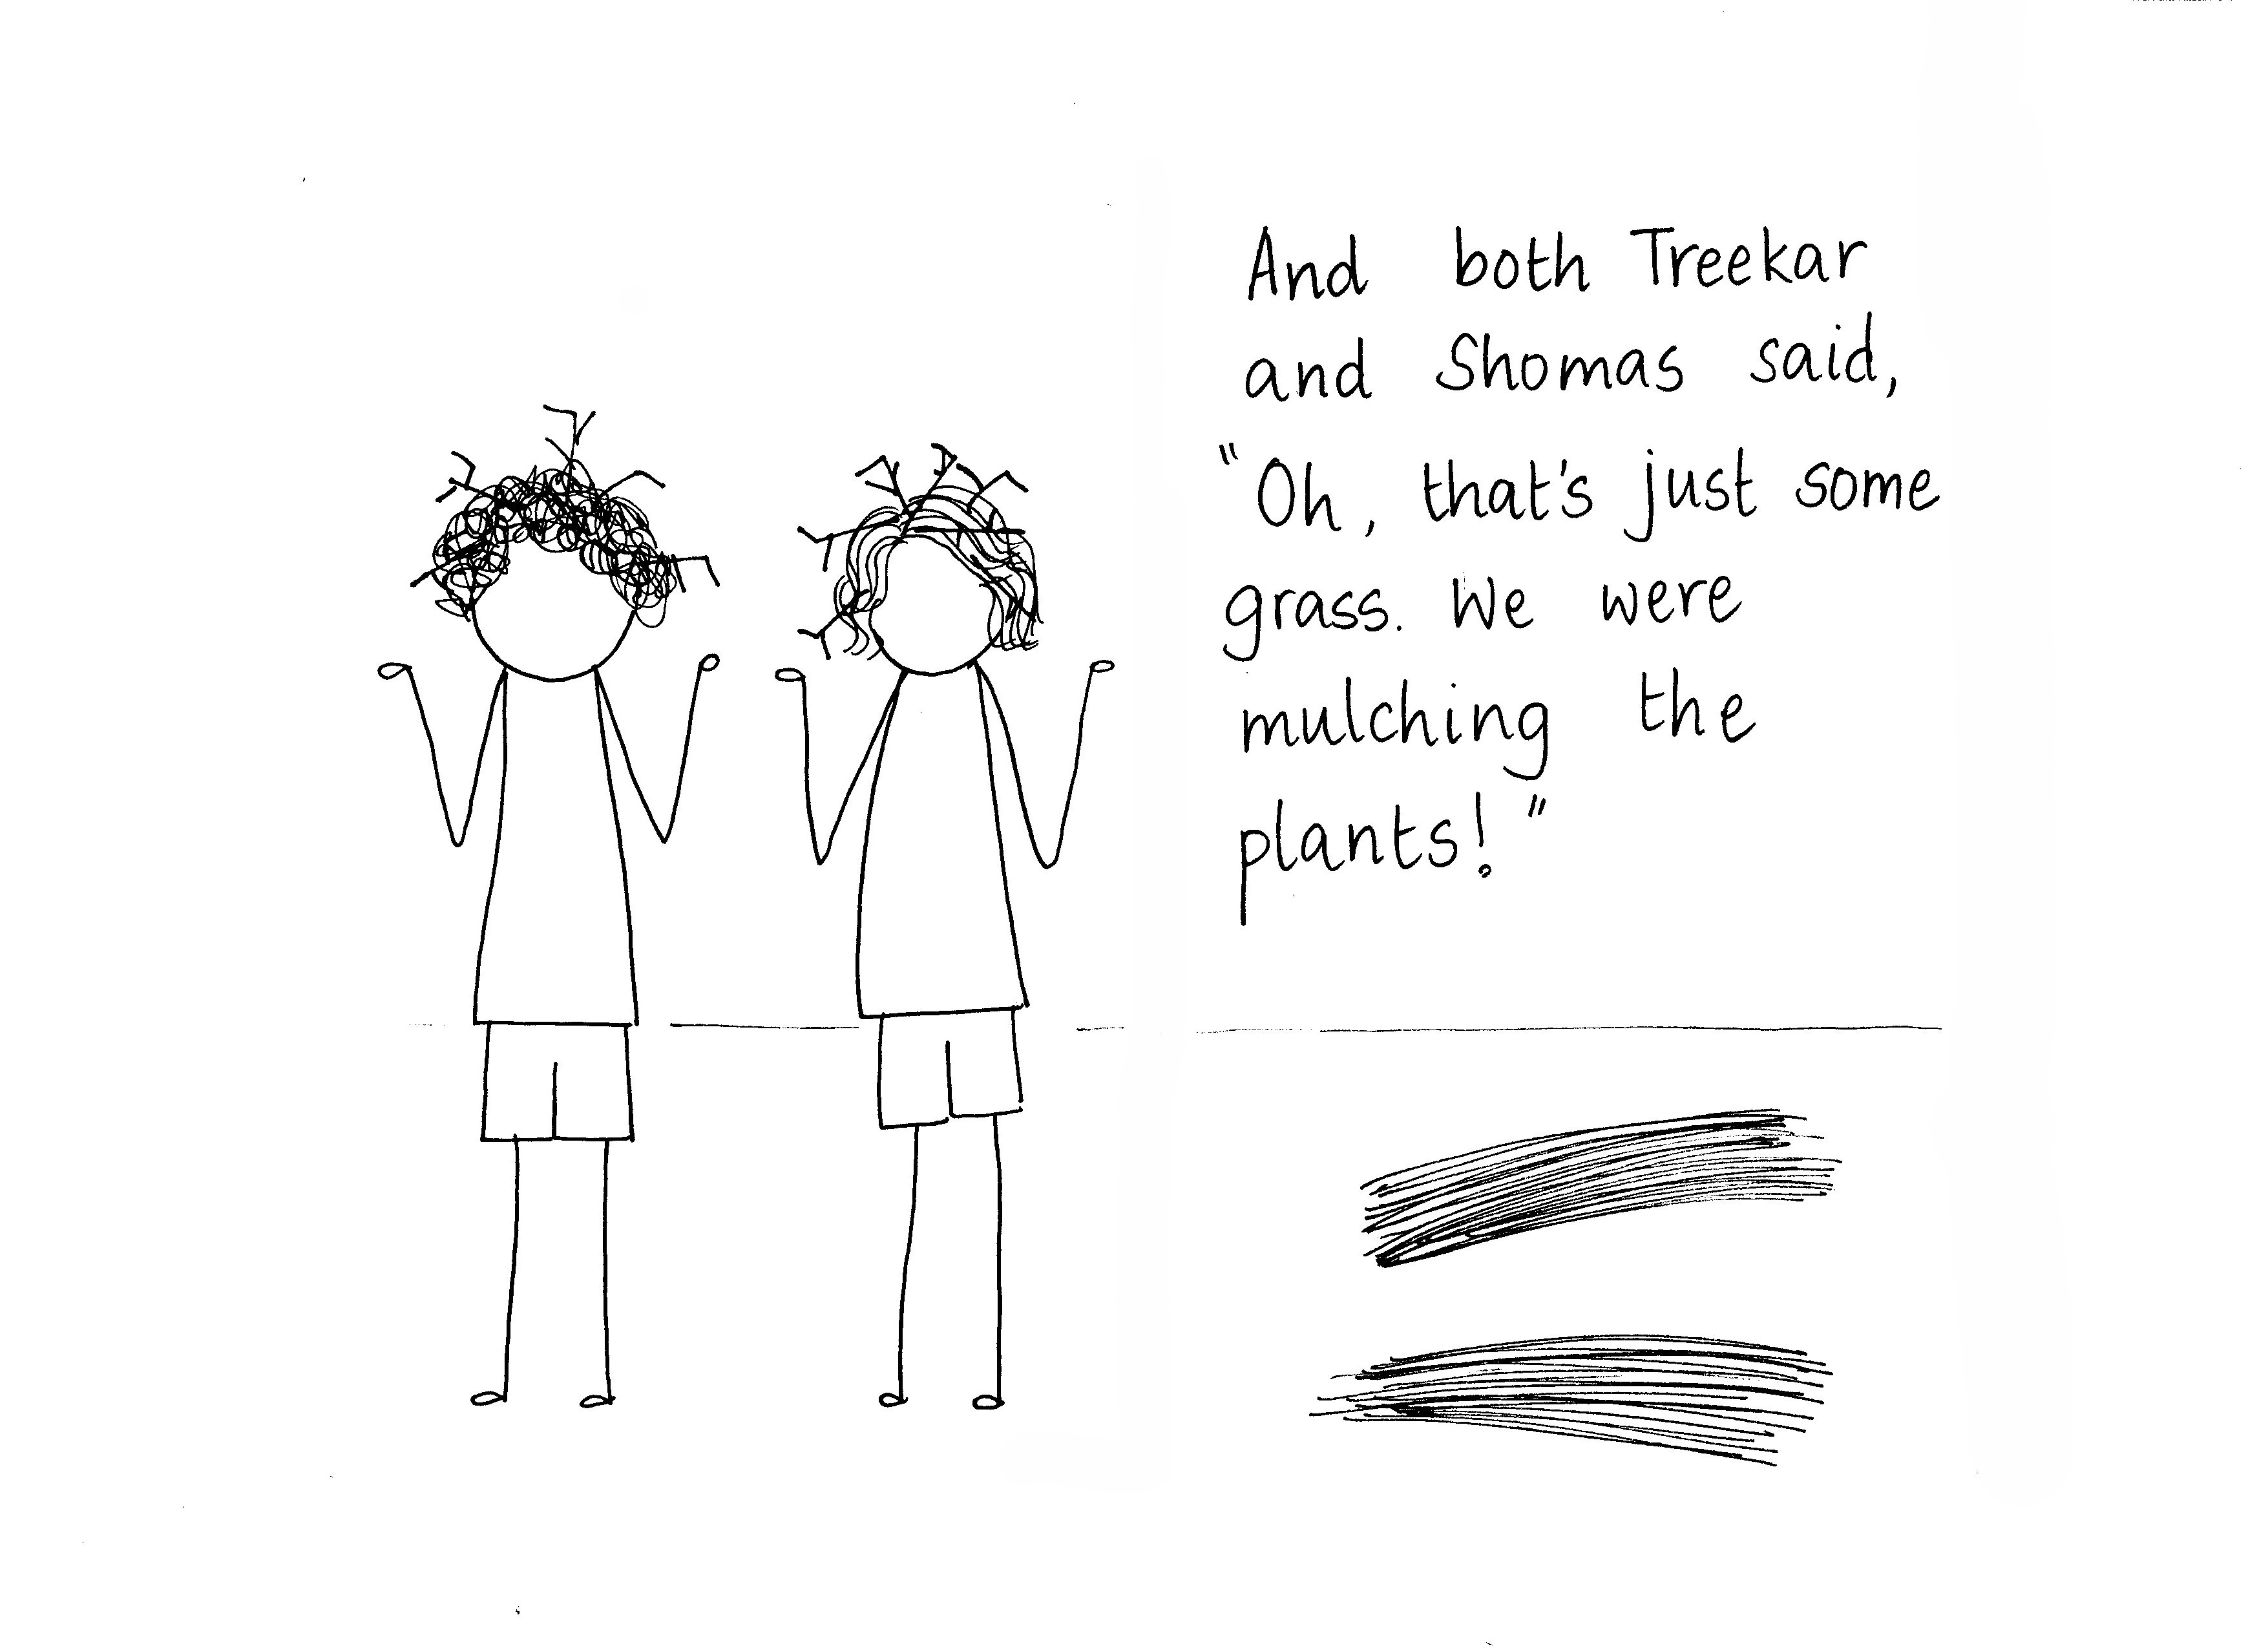 And both Treekar
and Shomas said,
"Oh, that's just some
grass. We were
mulching the
plants!"